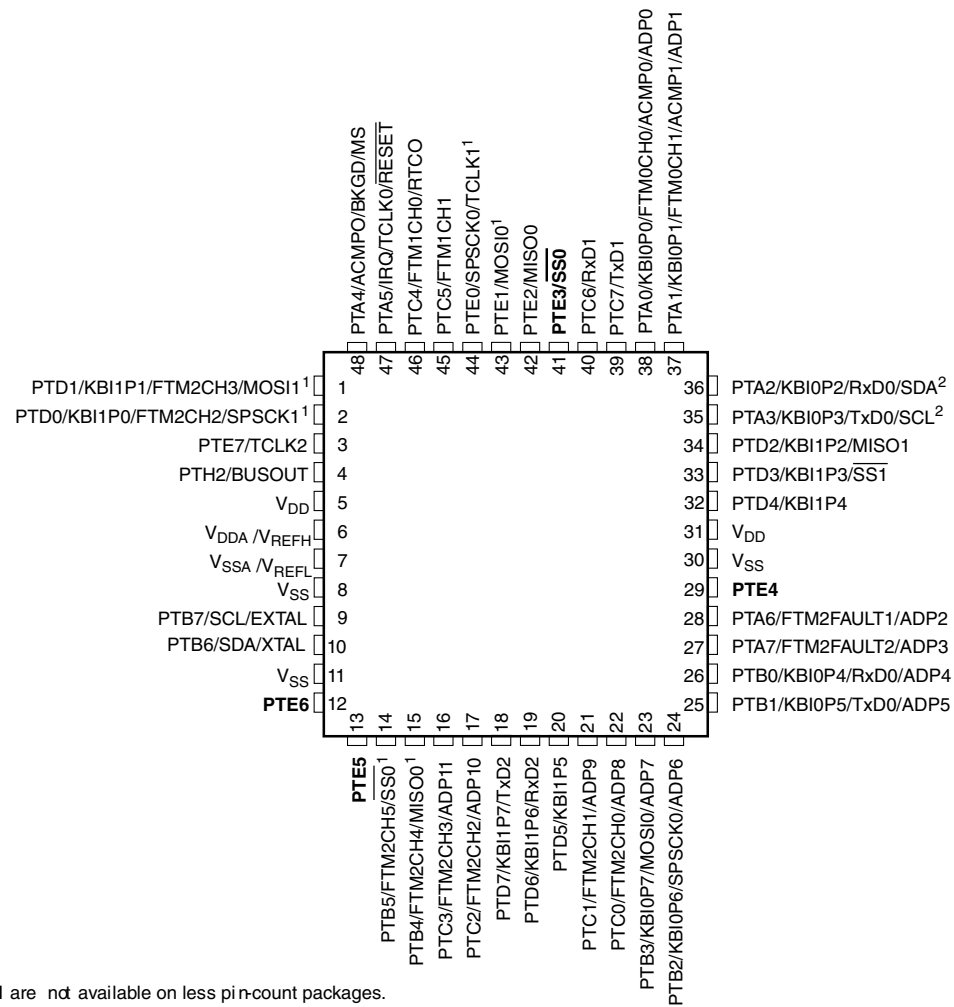 PTA4/ACMPO/BKGD/MS
PTA5/IRQ/TCLK0/RESET
PTC4/FTM1CH0/RTCO
PTC5/FTM1CH1
PTE0/SPSCK0/TCLK1¹
PTE1/MOSI0¹
PTE2/MISO0
PTE3/SS0
PTC6/RxD1
PTC7/TxD1
PTA0/KBI0P0/FTM0CH0/ACMP0/ADP0
PTA1/KBI0P1/FTM0CH1/ACMP1/ADP1
48 47 46 45 44 43 42 41 40 39 38 37
PTD1/KBI1P1/FTM2CH3/MOSI1¹ 1
PTD0/KBI1P0/FTM2CH2/SPSCK1¹ 2
PTE7/TCLK2 3
PTH2/BUSOUT 4
VDD 5
VDDA /VREFH 6
VSSA /VREFL 7
VSS 8
PTB7/SCL/EXTAL 9
PTB6/SDA/XTAL 10
VSS 11
PTE6 12
36 PTA2/KBI0P2/RxD0/SDA²
35 PTA3/KBI0P3/TxD0/SCL²
34 PTD2/KBI1P2/MISO1
33 PTD3/KBI1P3/SS1
32 PTD4/KBI1P4
31 VDD
30 VSS
29 PTE4
28 PTA6/FTM2FAULT1/ADP2
27 PTA7/FTM2FAULT2/ADP3
26 PTB0/KBI0P4/RxD0/ADP4
25 PTB1/KBI0P5/TxD0/ADP5
13 14 15 16 17 18 19 20 21 22 23 24
PTE5
PTB5/FTM2CH5/SS0¹
PTB4/FTM2CH4/MISO0¹
PTC3/FTM2CH3/ADP11
PTC2/FTM2CH2/ADP10
PTD7/KBI1P7/TxD2
PTD6/KBI1P6/RxD2
PTD5/KBI1P5
PTC1/FTM2CH1/ADP9
PTC0/FTM2CH0/ADP8
PTB3/KBI0P7/MOSI0/ADP7
PTB2/KBI0P6/SPSCK0/ADP6
are not available on less pin-count packages.